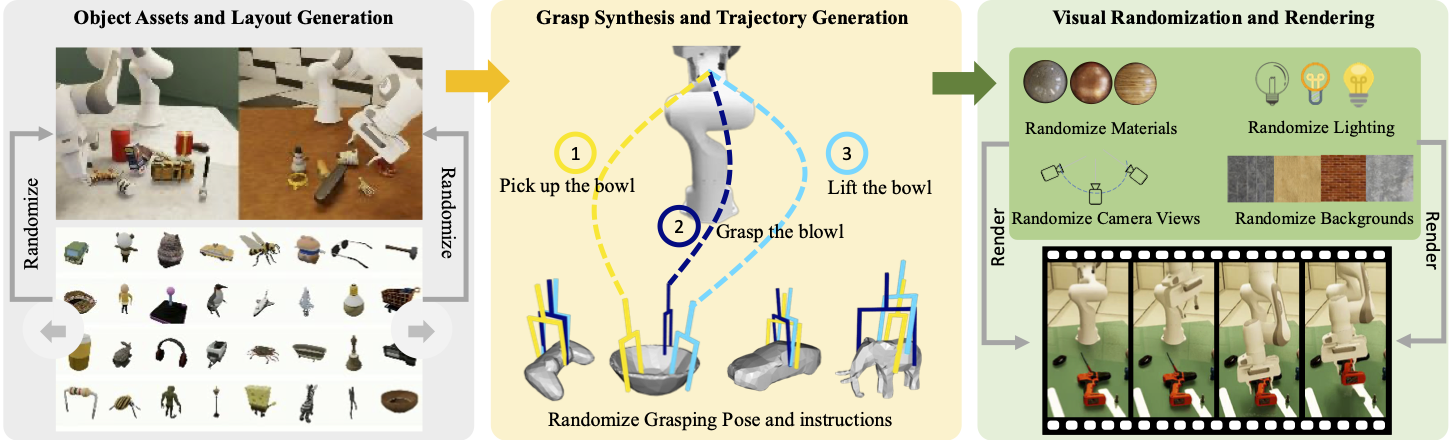 Object Assets and Layout Generation
Randomize
Randomize
Grasp Synthesis and Trajectory Generation
1
Pick up the bowl
2
Grasp the blowl
3
Lift the bowl
Randomize Grasping Pose and instructions
Visual Randomization and Rendering
Randomize Materials
Randomize Lighting
Randomize Camera Views
Randomize Backgrounds
Render
Render